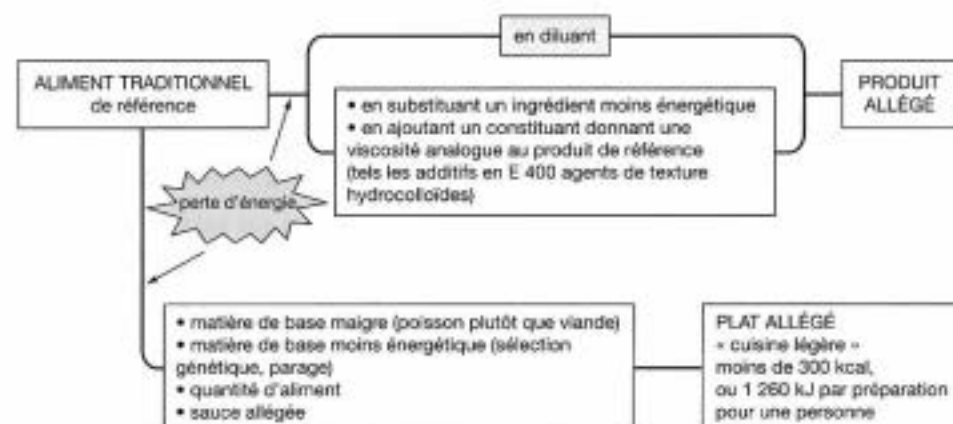 en diluant
ALIMENT TRADITIONNEL
de référence
PRODUIT
ALLÉGÉ
• en substituant un ingrédient moins énergétique
• en ajoutant un constituant donnant une
viscosité analogue au produit de référence
(tels les additifs en E 400 agents de texture
hydrocolloïdes)
perte d'énergie
• matière de base maigre (poisson plutôt que viande)
• matière de base moins énergétique (sélection
génétique, parage)
• quantité d'aliment
• sauce allégée
PLAT ALLÉGÉ
« cuisine légère »
moins de 300 kcal,
ou 1 260 kJ par préparation
pour une personne